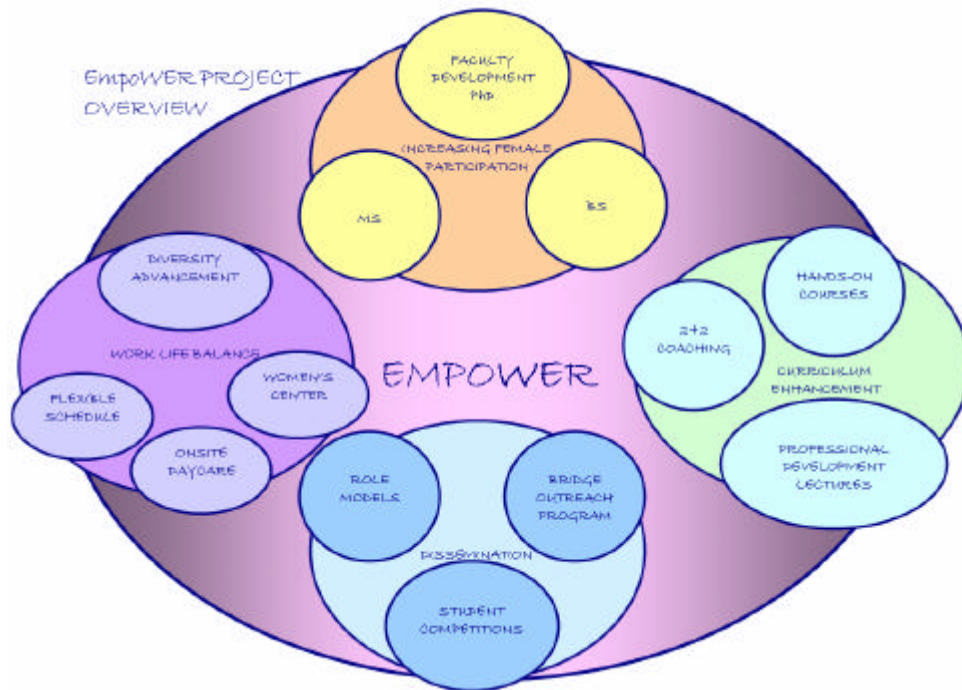 EmpoWER PROJECT
OVERVIEW
FACULTY
DEVELOPMENT
PhD
INCREASING FEMALE
PARTICIPATION
MS
BS
DIVERSITY
ADVANCEMENT
WORK LIFE BALANCE
FLEXIBLE
SCHEDULE
WOMEN'S
CENTER
ONSITE
DAYCARE
EMPOWER
HANDS-ON
COURSES
2+2
COACHING
CURRICULUM
ENHANCEMENT
PROFESSIONAL
DEVELOPMENT
LECTURES
ROLE
MODELS
BRIDGE
OUTREACH
PROGRAM
DISSEMINATION
STUDENT
COMPETITIONS